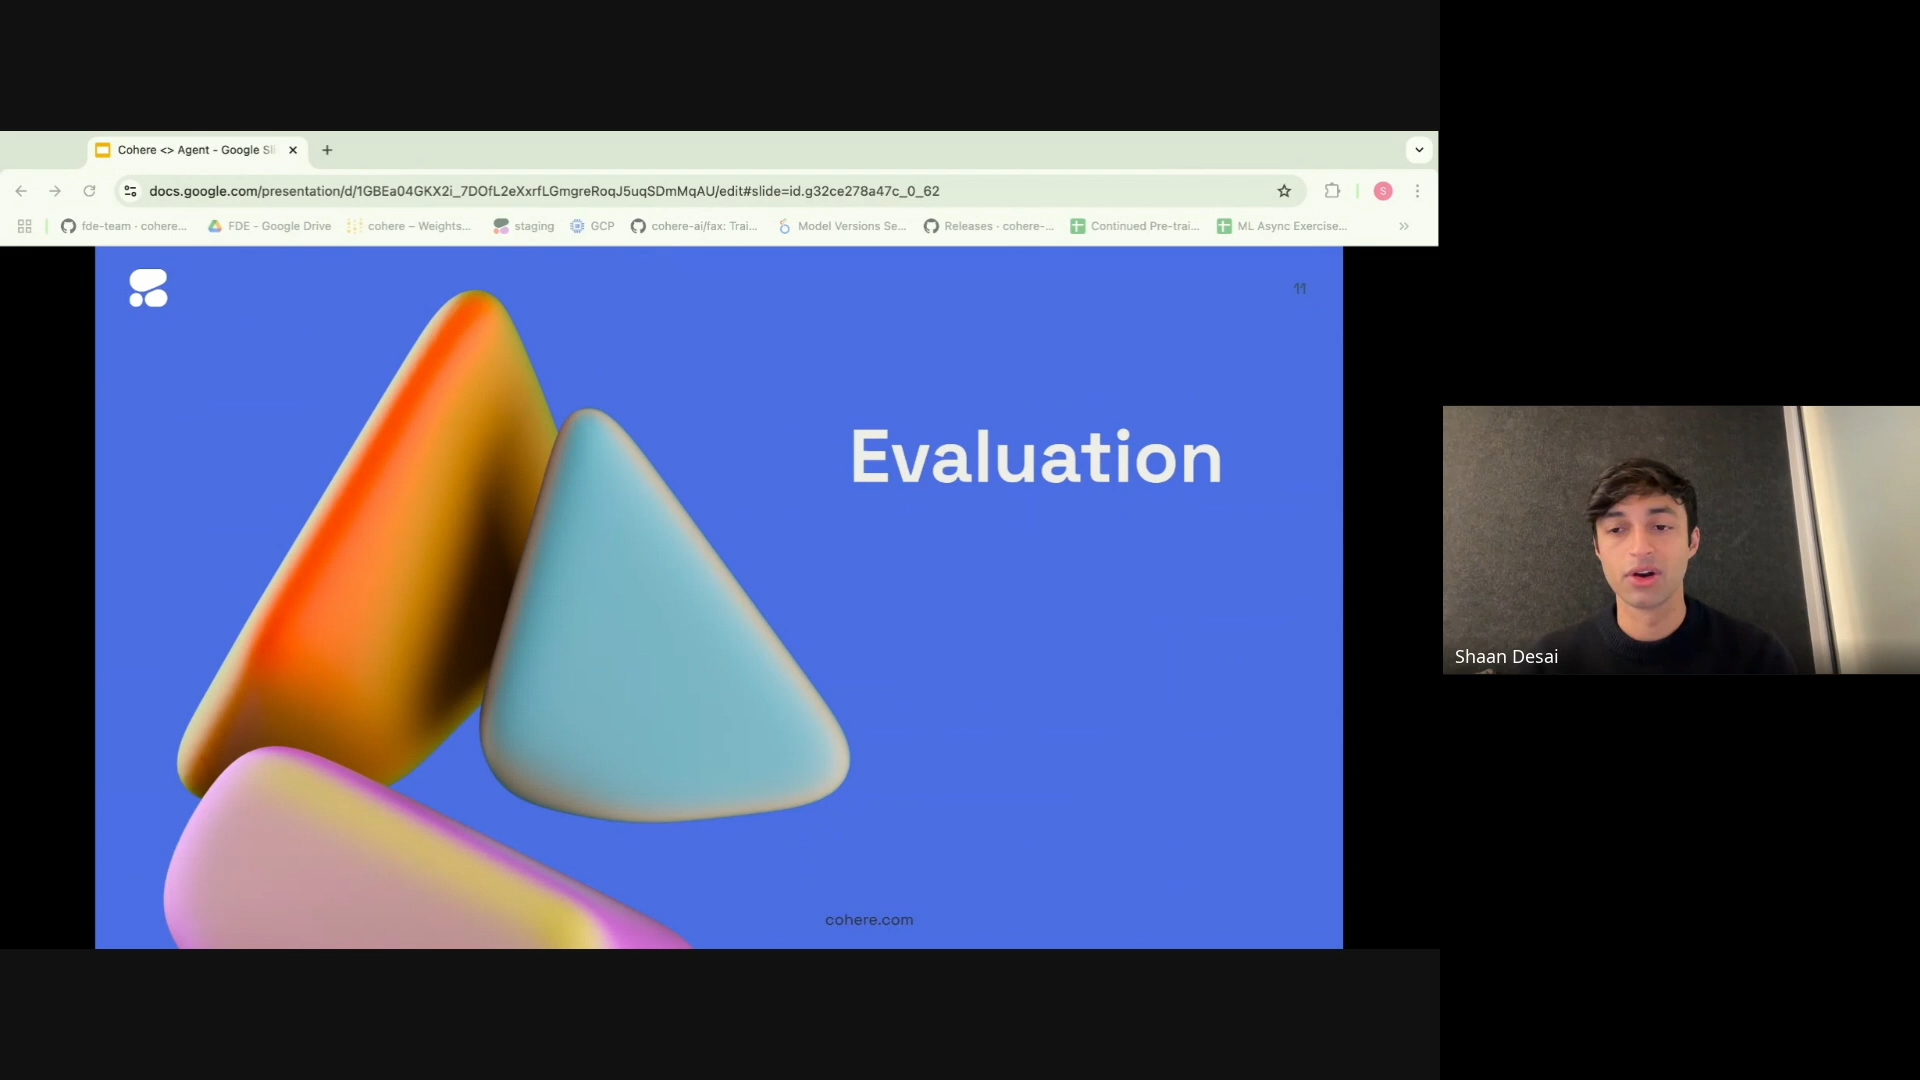 Cohere <> Agent - Google Sli
docs.google.com/presentation/d/1GBEa04GKX2i_7DOfL2eXxrfLGmgreRoqJ5uqSDmMqAU/edit#slide=id.g32ce278a47c_0_62
S
fde-team - cohere...
FDE - Google Drive
cohere – Weights...
staging
GCP
cohere-ai/fax: Trai...
Model Versions Se...
Releases · cohere-...
Continued Pre-trai...
ML Async Exercise...
11
Evaluation
cohere.com
Shaan Desai